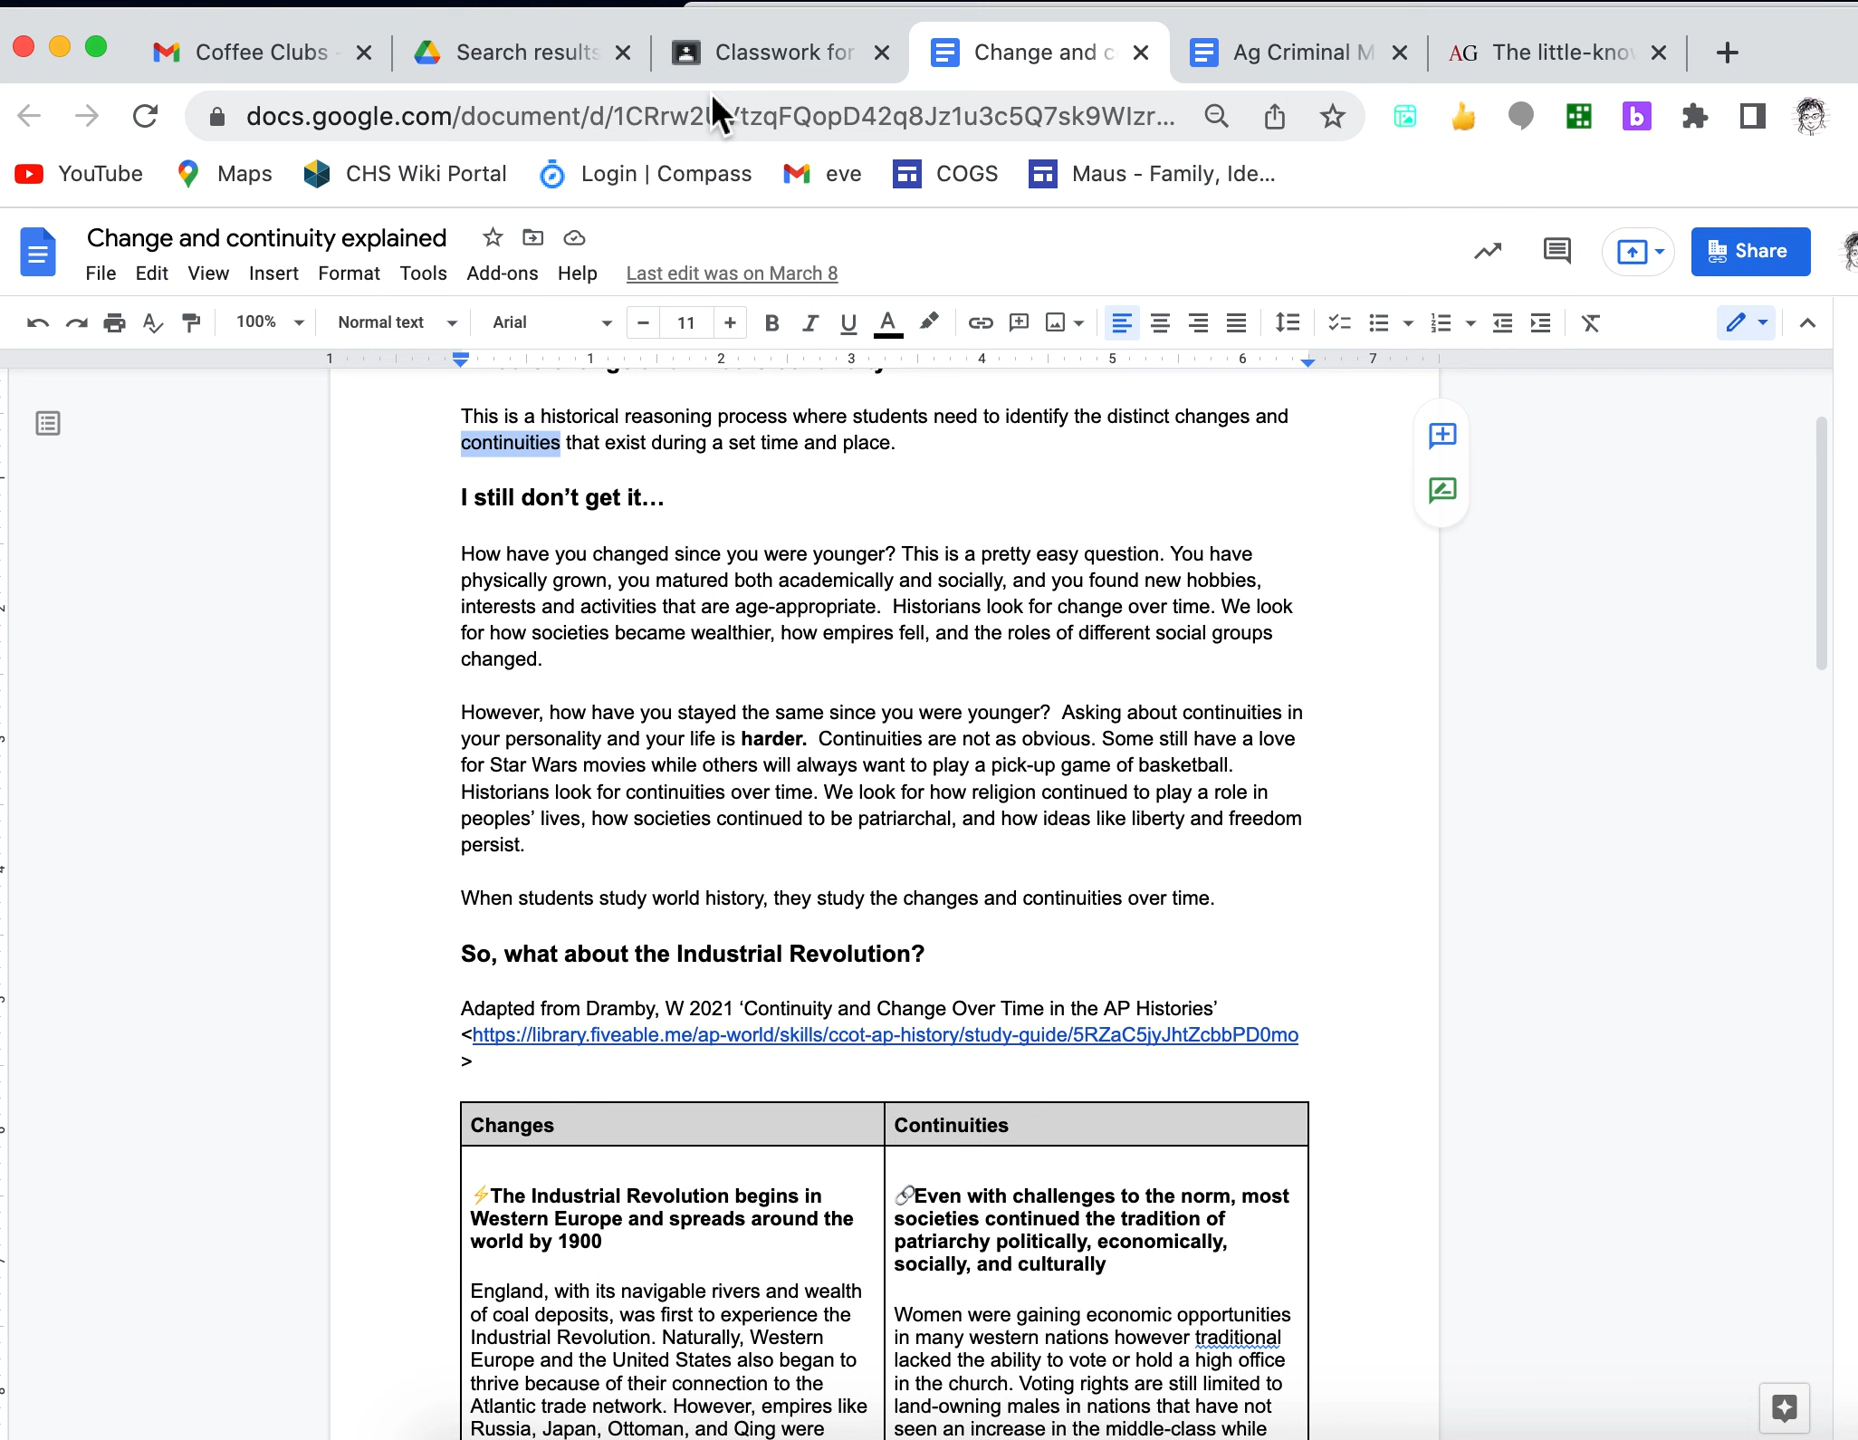 Coffee Clubs
Search results
Classwork for
Change and c
Ag Criminal M
AG The little-know
docs.google.com/document/d/
YouTube
Maps
CHS Wiki Portal
Login | Compass
eve
COGS
Maus - Family, Ide...
Change and continuity explained
File Edit View Insert Format Tools Add-ons Help Last edit was on March 8
Share
100% Normal text Arial 11
1 1 2 3 4 5 6 7
This is a historical reasoning process where students need to identify the distinct changes and
continuities that exist during a set time and place.
I still don’t get it…
How have you changed since you were younger? This is a pretty easy question. You have
physically grown, you matured both academically and socially, and you found new hobbies,
interests and activities that are age-appropriate. Historians look for change over time. We look
for how societies became wealthier, how empires fell, and the roles of different social groups
changed.
However, how have you stayed the same since you were younger? Asking about continuities in
your personality and your life is harder. Continuities are not as obvious. Some still have a love
for Star Wars movies while others will always want to play a pick-up game of basketball.
Historians look for continuities over time. We look for how religion continued to play a role in
peoples’ lives, how societies continued to be patriarchal, and how ideas like liberty and freedom
persist.
When students study world history, they study the changes and continuities over time.
So, what about the Industrial Revolution?
Adapted from Dramby, W 2021 ‘Continuity and Change Over Time in the AP Histories’
<https://library.fiveable.me/ap-world/skills/ccot-ap-history/study-guide/5RZaC5jyJhtZcbbPD0mo
>
Changes
⚡The Industrial Revolution begins in
Western Europe and spreads around the
world by 1900
England, with its navigable rivers and wealth
of coal deposits, was first to experience the
Industrial Revolution. Naturally, Western
Europe and the United States also began to
thrive because of their connection to the
Atlantic trade network. However, empires like
Russia, Japan, Ottoman, and Qing were
Continuities
🔗Even with challenges to the norm, most
societies continued the tradition of
patriarchy politically, economically,
socially, and culturally
Women were gaining economic opportunities
in many western nations however traditional
lacked the ability to vote or hold a high office
in the church. Voting rights are still limited to
land-owning males in nations that have not
seen an increase in the middle-class while